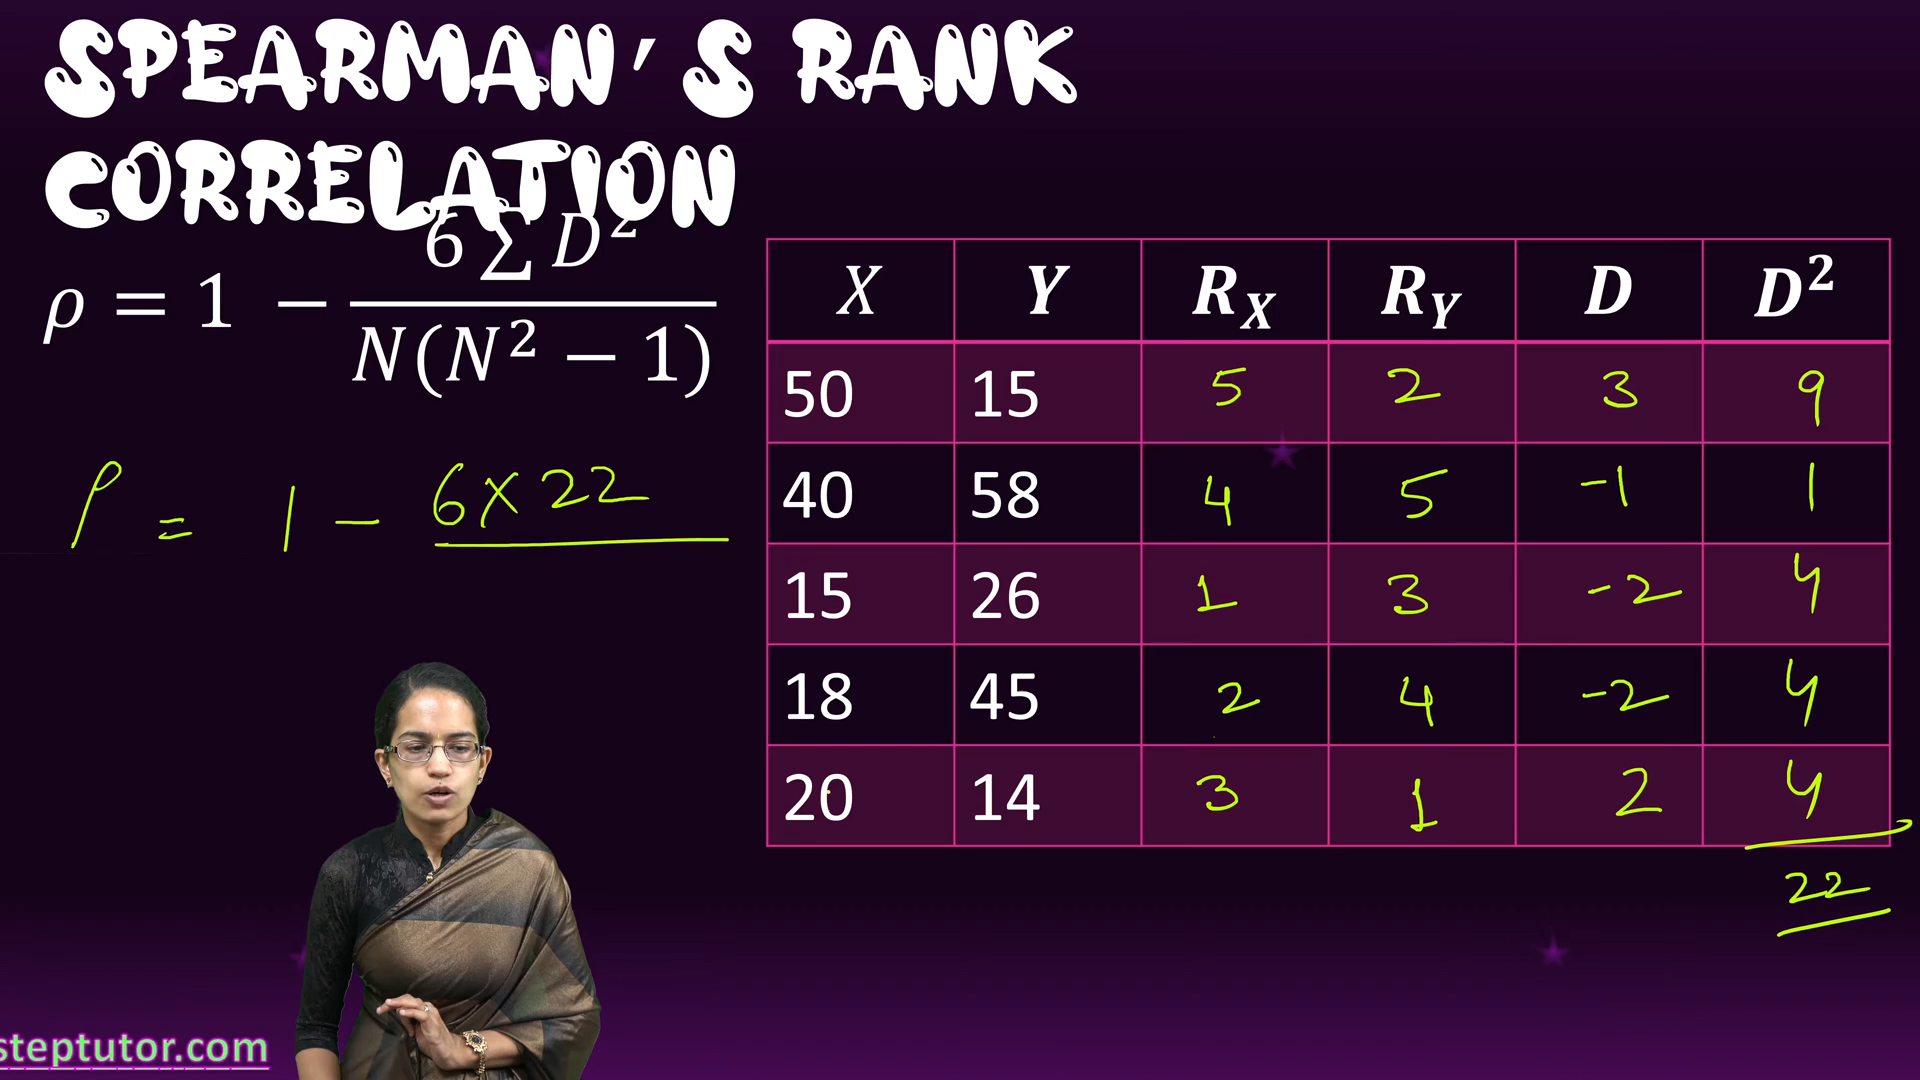 SPEARMAN'S RANK
CORRELATION
ρ = 1 − 6 ∑ D² / N(N² − 1)
ρ = 1 − 6 × 22
X Y R_X R_Y D D²
50 15 5 2 3 9
40 58 4 5 -1 1
15 26 1 3 -2 4
18 45 2 4 -2 4
20 14 3 1 2 4
22
steptutor.com